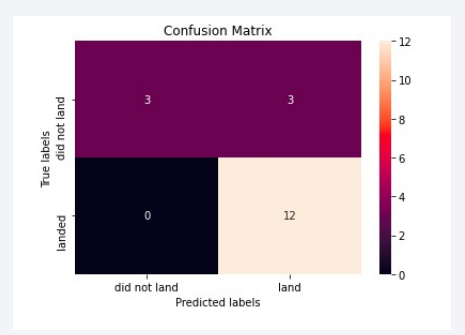 Confusion Matrix
True labels
did not land
landed
3
3
0
12
did not land
land
Predicted labels
12
10
8
6
4
2
0